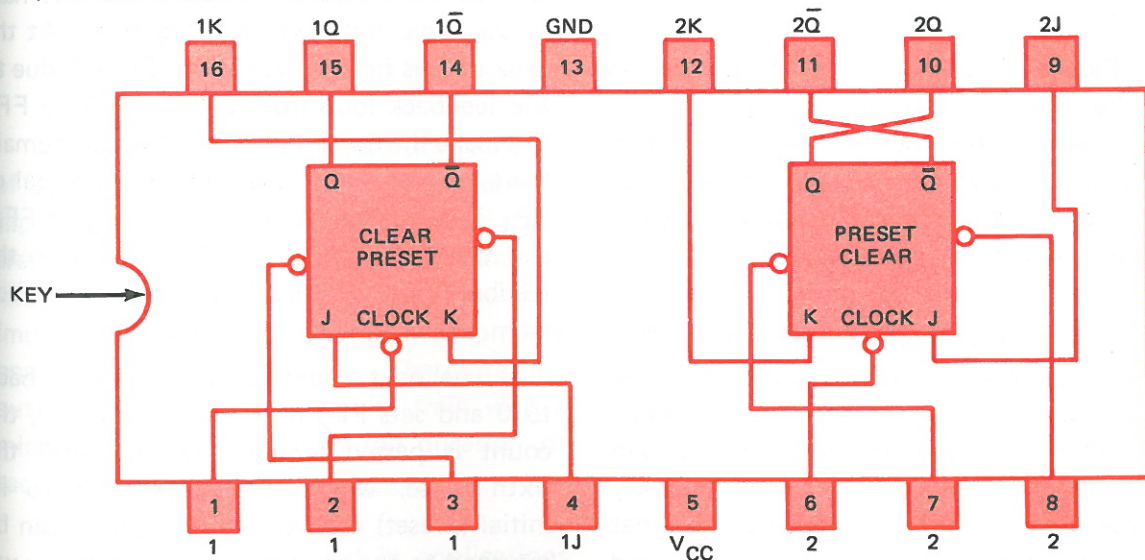 1K 1Q 1Q̅ GND 2K 2Q̅ 2Q 2J
16 15 14 13 12 11 10 9
Q Q̅
CLEAR
PRESET
J CLOCK K
Q Q̅
PRESET
CLEAR
K CLOCK J
KEY
1 2 3 4 5 6 7 8
1 1 1 1J VCC 2 2 2